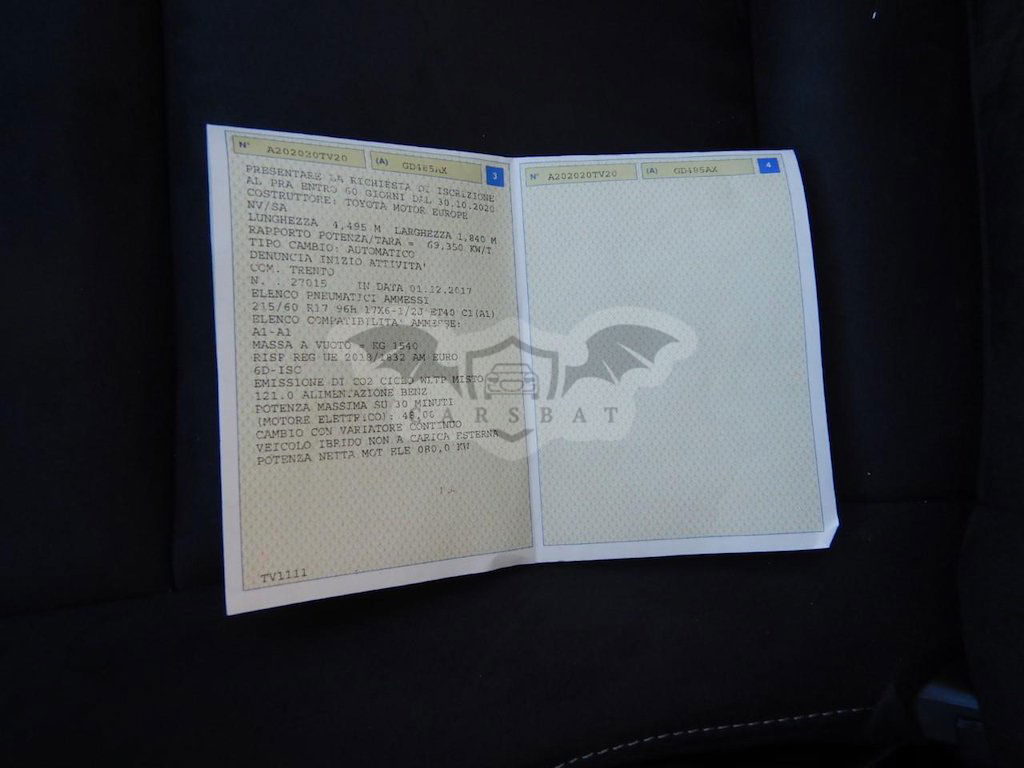 N° A202020TV20 (A) GD485AX 3
PRESENTARE LA RICHIESTA DI ISCRIZIONE
AL PRA ENTRO 60 GIORNI DAL 30.10.2020
COSTRUTTORE: TOYOTA MOTOR EUROPE
NV/SA
LUNGHEZZA 4,495 M LARGHEZZA 1,840 M
RAPPORTO POTENZA/TARA = 69,350 KW/T
TIPO CAMBIO: AUTOMATICO
DENUNCIA INIZIO ATTIVITA'
COM. TRENTO
N. : 27015 IN DATA 01.12.2017
ELENCO PNEUMATICI AMMESSI
215/60 R17 96H 17X6-1/2J ET40 C1(A1)
ELENCO COMPATIBILITA' AMMESSE:
A1-A1
MASSA A VUOTO = KG 1540
RISP REG UE 2018/1832 AM EURO
6D-ISC
EMISSIONE DI CO2 CICLO WLTP MISTO
121.0 ALIMENTAZIONE BENZ
POTENZA MASSIMA SU 30 MINUTI
(MOTORE ELETTRICO): 48,00
CAMBIO CON VARIATORE CONTINUO
VEICOLO IBRIDO NON A CARICA ESTERNA
POTENZA NETTA MOT ELE 080,0 KW
TV1111
N° A202020TV20 (A) GD485AX 4
CARSBAT